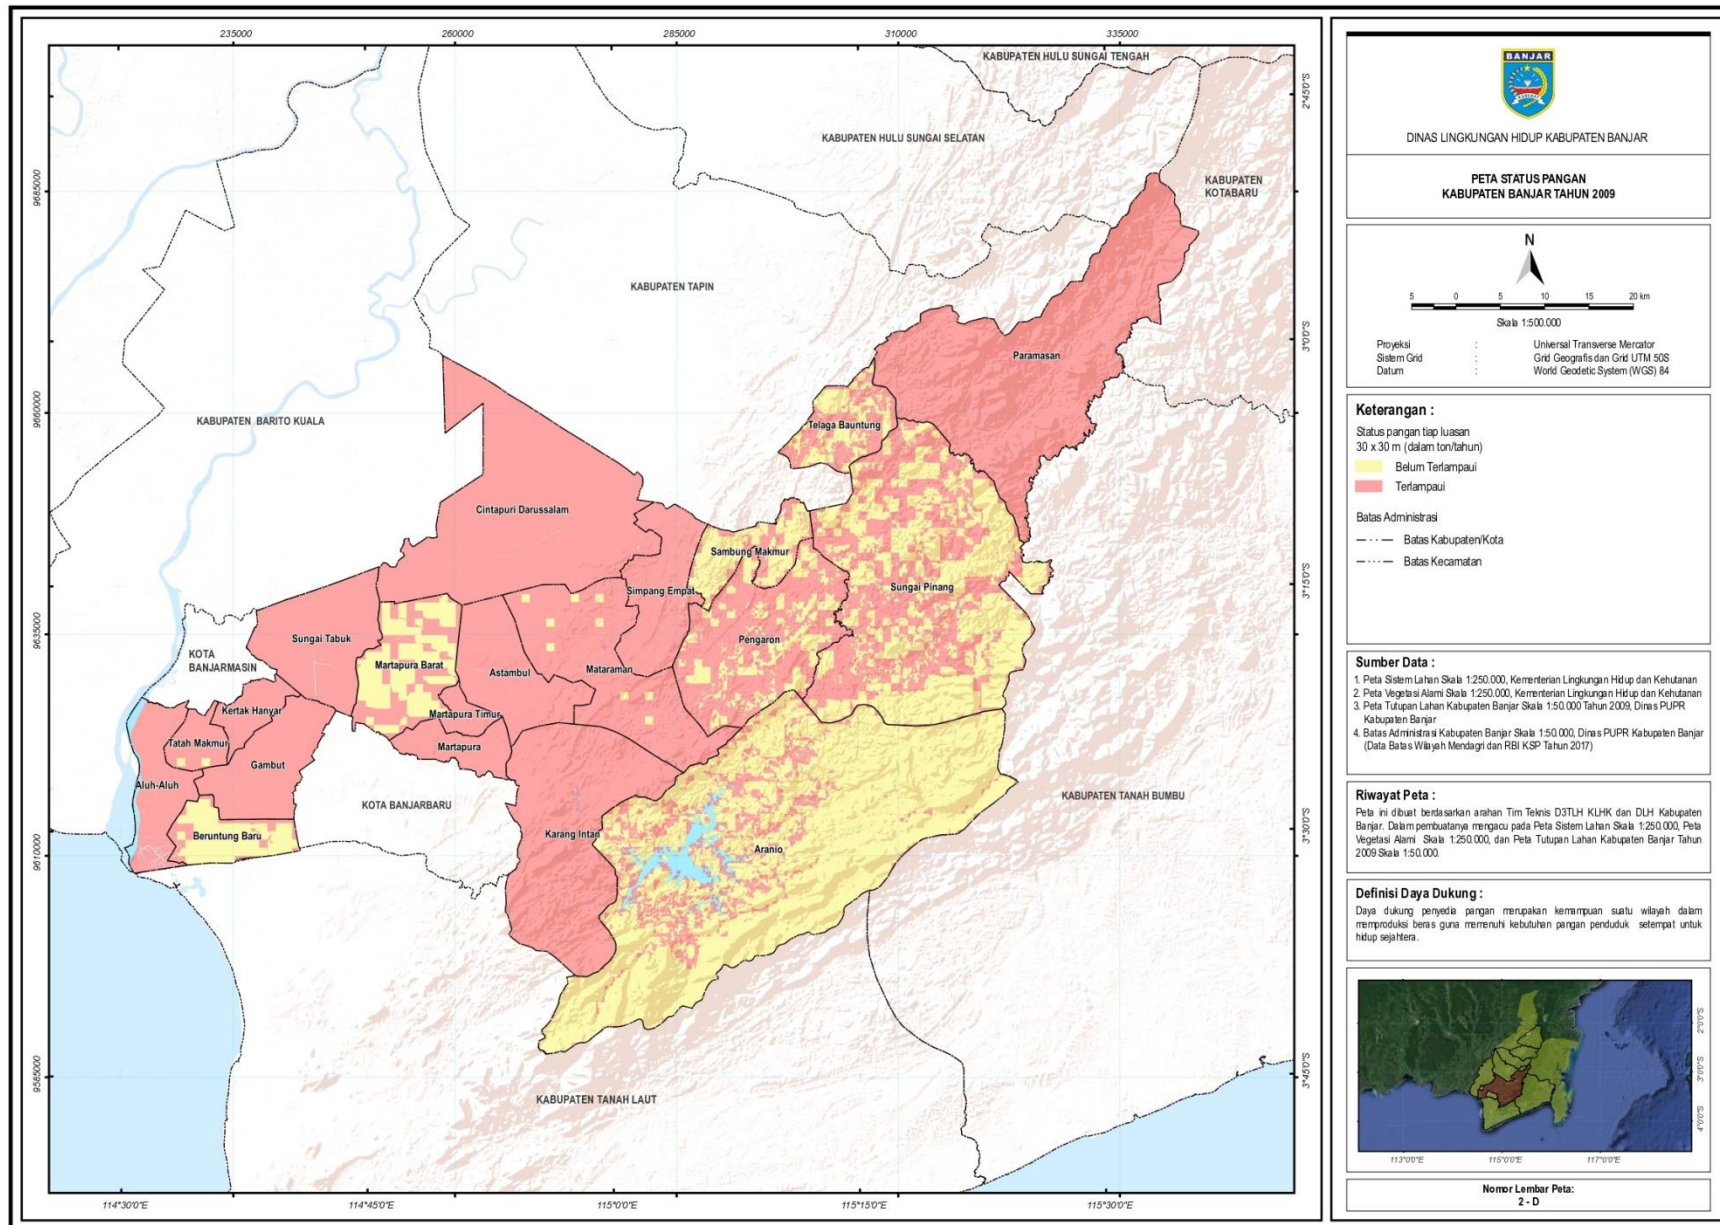 235000
260000
285000
310000
335000
KABUPATEN HULU SUNGAI TENGAH
2°45'0"S
KABUPATEN HULU SUNGAI SELATAN
KABUPATEN
KOTABARU
9685000
KABUPATEN TAPIN
3°0'0"S
Paramasan
9660000
KABUPATEN BARITO KUALA
Telaga Bauntung
Cintapuri Darussalam
Sambung Makmur
Simpang Empat
Sungai Pinang
3°15'0"S
9635000
Sungai Tabuk
Pengaron
KOTA
BANJARMASIN
Martapura Barat
Astambul
Mataraman
Kertak Hanyar
Martapura Timur
Tatah Makmur
Martapura
Gambut
Aluh-Aluh
KOTA BANJARBARU
KABUPATEN TANAH BUMBU
Beruntung Baru
Karang Intan
Aranio
3°30'0"S
9610000
9585000
3°45'0"S
KABUPATEN TANAH LAUT
114°30'0"E
114°45'0"E
115°0'0"E
115°15'0"E
115°30'0"E
BANJAR
DINAS LINGKUNGAN HIDUP KABUPATEN BANJAR
PETA STATUS PANGAN
KABUPATEN BANJAR TAHUN 2009
N
5 0 5 10 15 20 km
Skala 1:500.000
Proyeksi : Universal Transverse Mercator
Sistem Grid : Grid Geografis dan Grid UTM 50S
Datum : World Geodetic System (WGS) 84
Keterangan :
Status pangan tiap luasan
30 x 30 m (dalam ton/tahun)
Belum Terlampaui
Terlampaui
Batas Administrasi
Batas Kabupaten/Kota
Batas Kecamatan
Sumber Data :
1. Peta Sistem Lahan Skala 1:250.000, Kementerian Lingkungan Hidup dan Kehutanan
2. Peta Vegetasi Alami Skala 1:250.000, Kementerian Lingkungan Hidup dan Kehutanan
3. Peta Tutupan Lahan Kabupaten Banjar Skala 1:50.000 Tahun 2009, Dinas PUPR
Kabupaten Banjar
4. Batas Administrasi Kabupaten Banjar Skala 1:50.000, Dinas PUPR Kabupaten Banjar
(Data Batas Wilayah Mendagri dan RBI KSP Tahun 2017)
Riwayat Peta :
Peta ini dibuat berdasarkan arahan Tim Teknis D3TLH KLHK dan DLH Kabupaten
Banjar. Dalam pembuatanya mengacu pada Peta Sistem Lahan Skala 1:250.000, Peta
Vegetasi Alami Skala 1:250.000, dan Peta Tutupan Lahan Kabupaten Banjar Tahun
2009 Skala 1:50.000.
Definisi Daya Dukung :
Daya dukung penyedia pangan merupakan kemampuan suatu wilayah dalam
memproduksi beras guna memenuhi kebutuhan pangan penduduk setempat untuk
hidup sejahtera.
2°0'0"S
3°0'0"S
4°0'0"S
113°0'0"E
115°0'0"E
117°0'0"E
Nomor Lembar Peta:
2 - D